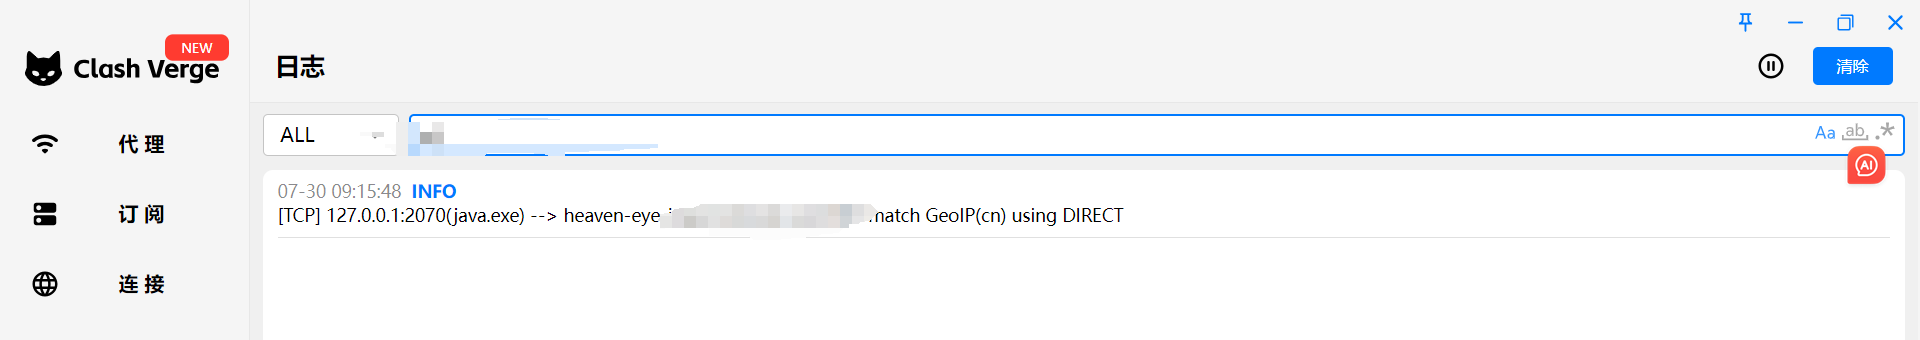 NEW
Clash Verge
日志
清除
代理
ALL
Aa ab .*
AI
07-30 09:15:48 INFO
[TCP] 127.0.0.1:2070(java.exe) --> heaven-eye match GeoIP(cn) using DIRECT
订阅
连接